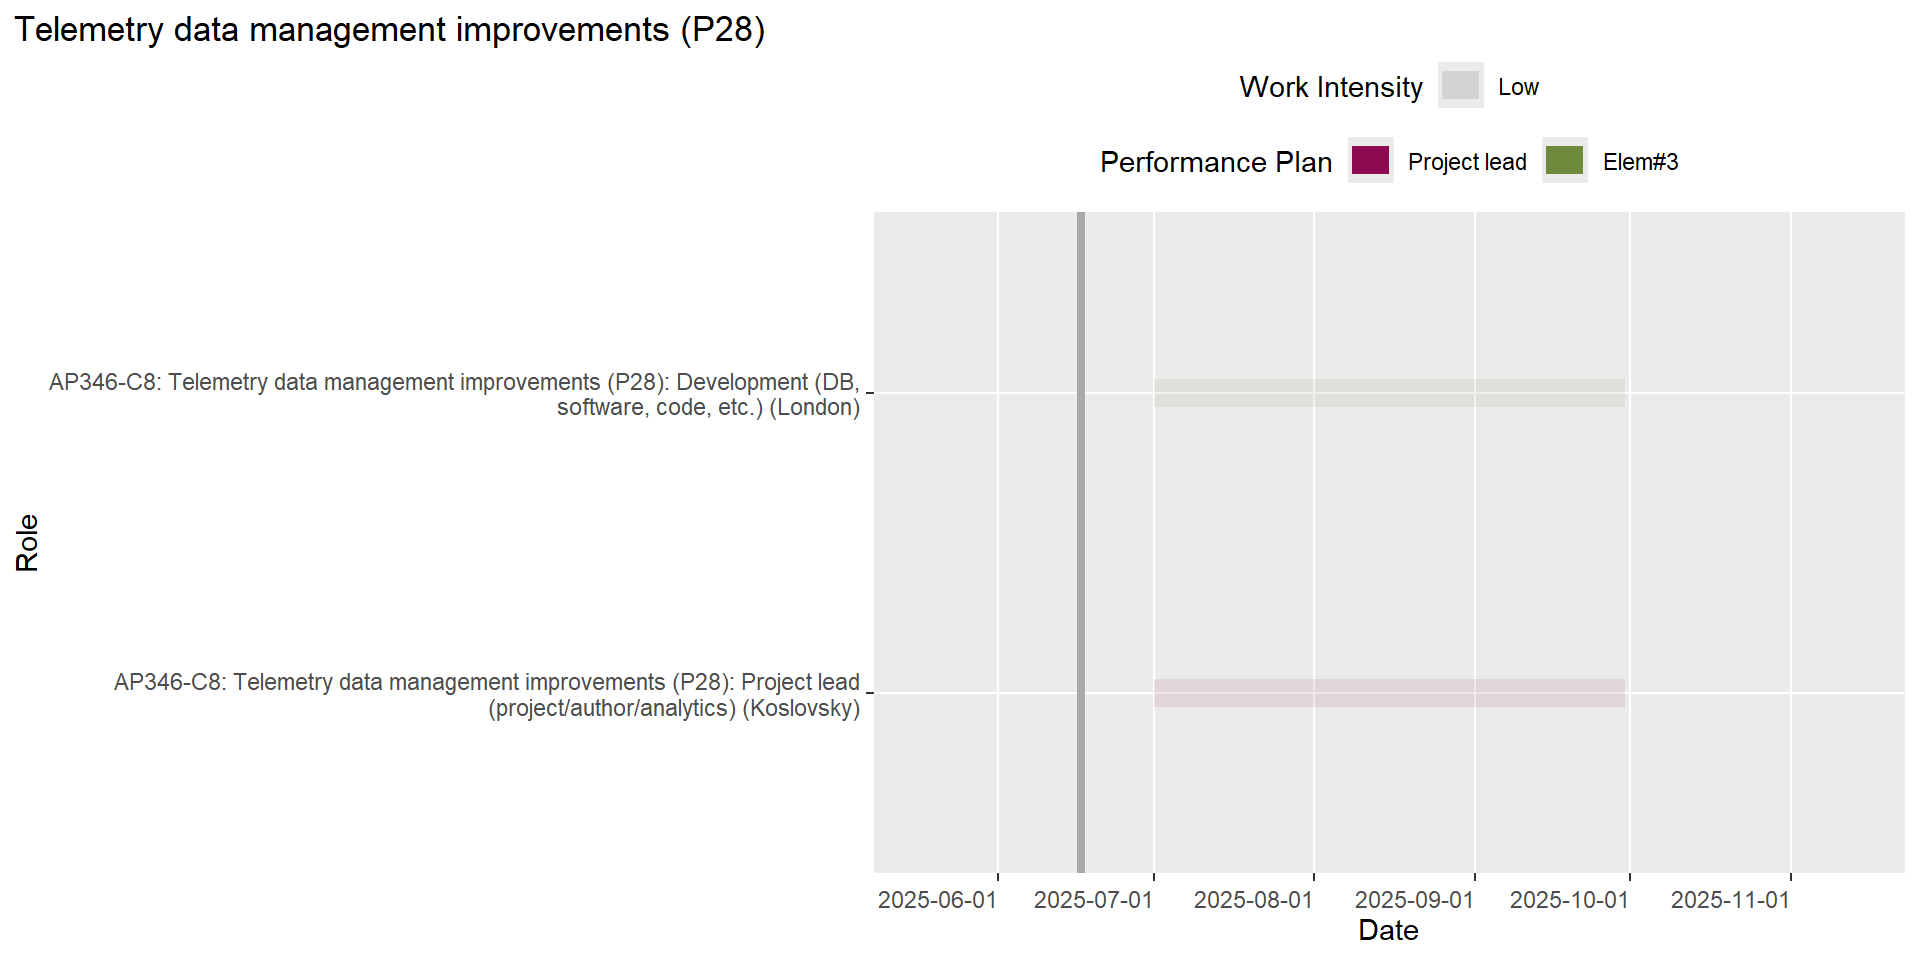 Telemetry data management improvements (P28)
Work Intensity Low
Performance Plan Project lead Elem#3
AP346-C8: Telemetry data management improvements (P28): Development (DB,
software, code, etc.) (London)
Role
AP346-C8: Telemetry data management improvements (P28): Project lead
(project/author/analytics) (Koslovsky)
2025-06-01 2025-07-01 2025-08-01 2025-09-01 2025-10-01 2025-11-01
Date